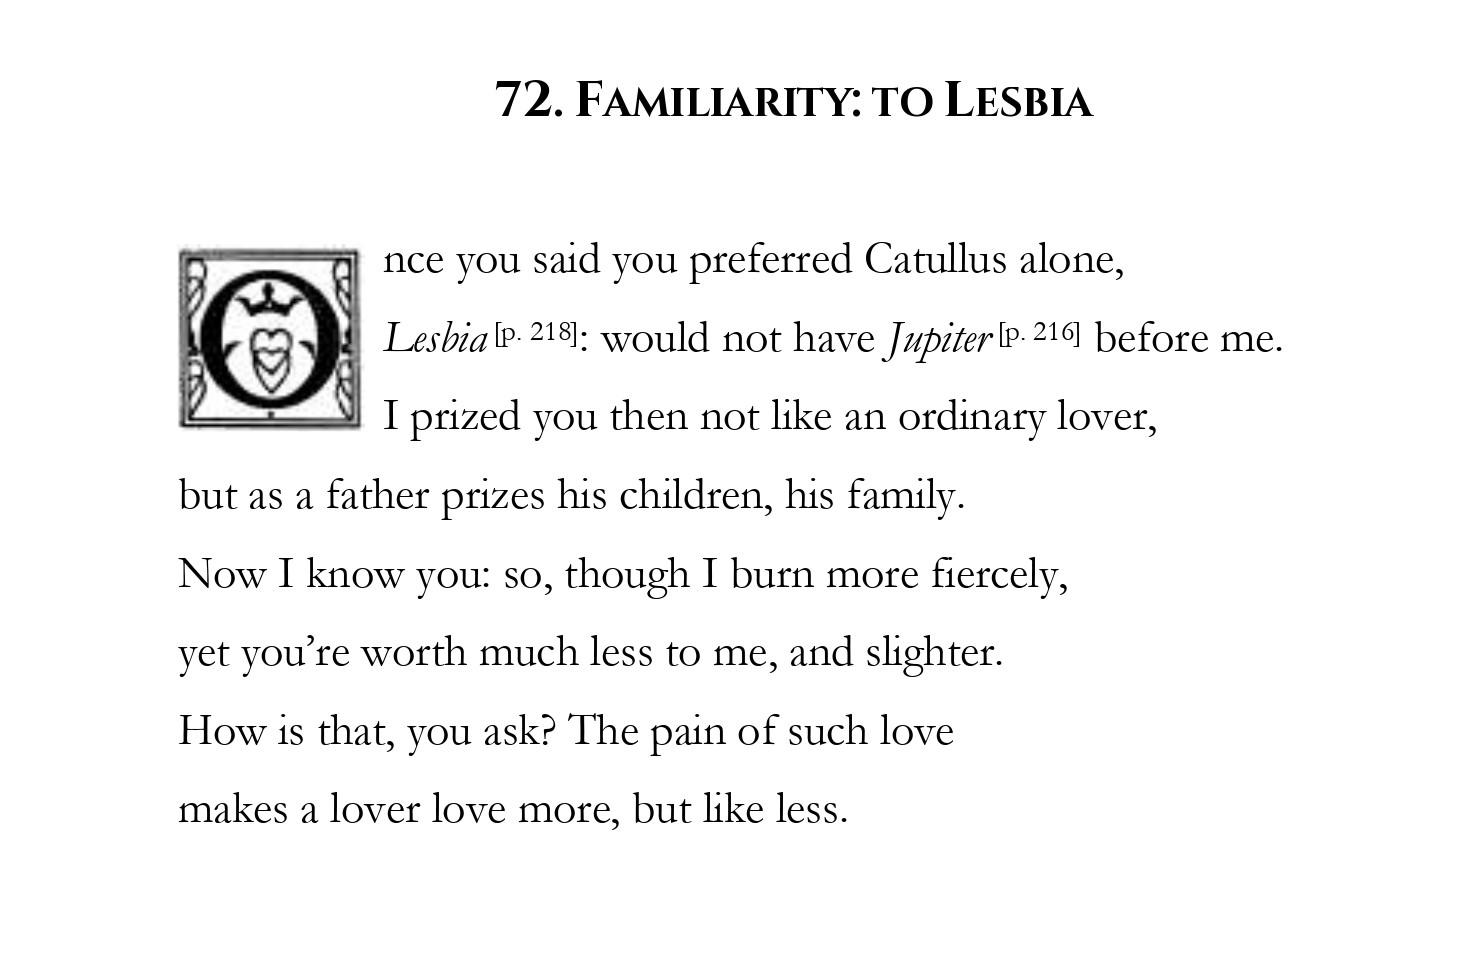 72. Familiarity: to Lesbia
Once you said you preferred Catullus alone,
Lesbia [p. 218]: would not have Jupiter [p. 216] before me.
I prized you then not like an ordinary lover,
but as a father prizes his children, his family.
Now I know you: so, though I burn more fiercely,
yet you’re worth much less to me, and slighter.
How is that, you ask? The pain of such love
makes a lover love more, but like less.